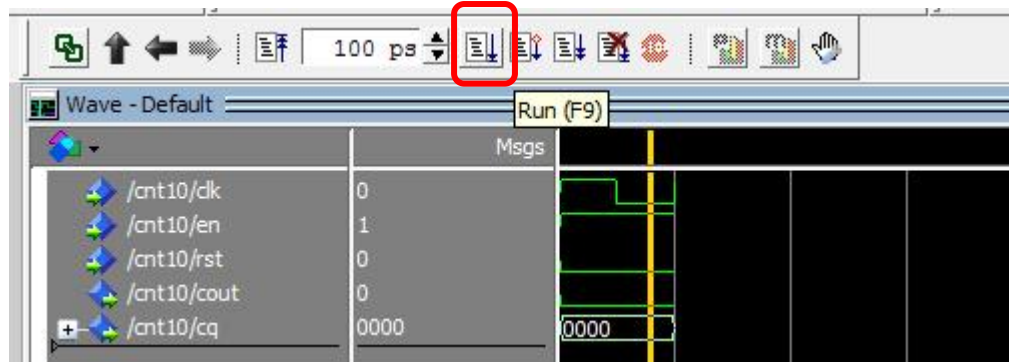 100 ps
Wave - Default
Run (F9)
Msgs
/cnt10/clk 0
/cnt10/en 1
/cnt10/rst 0
/cnt10/cout 0
/cnt10/cq 0000 0000